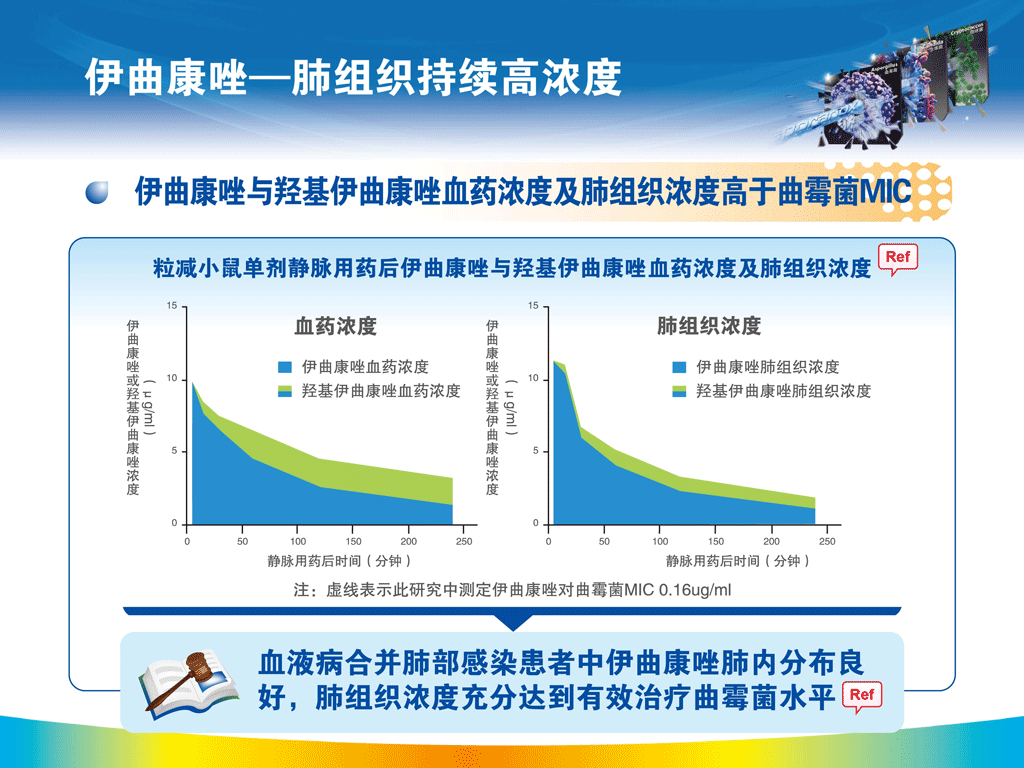 伊曲康唑—肺组织持续高浓度
Aspergillus
Cryptococcus
伊曲康唑与羟基伊曲康唑血药浓度及肺组织浓度高于曲霉菌MIC
粒减小鼠单剂静脉用药后伊曲康唑与羟基伊曲康唑血药浓度及肺组织浓度
Ref
血药浓度
伊曲康唑血药浓度
羟基伊曲康唑血药浓度
伊曲康唑或羟基伊曲康唑浓度
(μg/ml)
15
10
5
0
0 50 100 150 200 250
静脉用药后时间(分钟)
肺组织浓度
伊曲康唑肺组织浓度
羟基伊曲康唑肺组织浓度
伊曲康唑或羟基伊曲康唑浓度
(μg/ml)
15
10
5
0
0 50 100 150 200 250
静脉用药后时间(分钟)
注：虚线表示此研究中测定伊曲康唑对曲霉菌MIC 0.16ug/ml
血液病合并肺部感染患者中伊曲康唑肺内分布良
好，肺组织浓度充分达到有效治疗曲霉菌水平
Ref